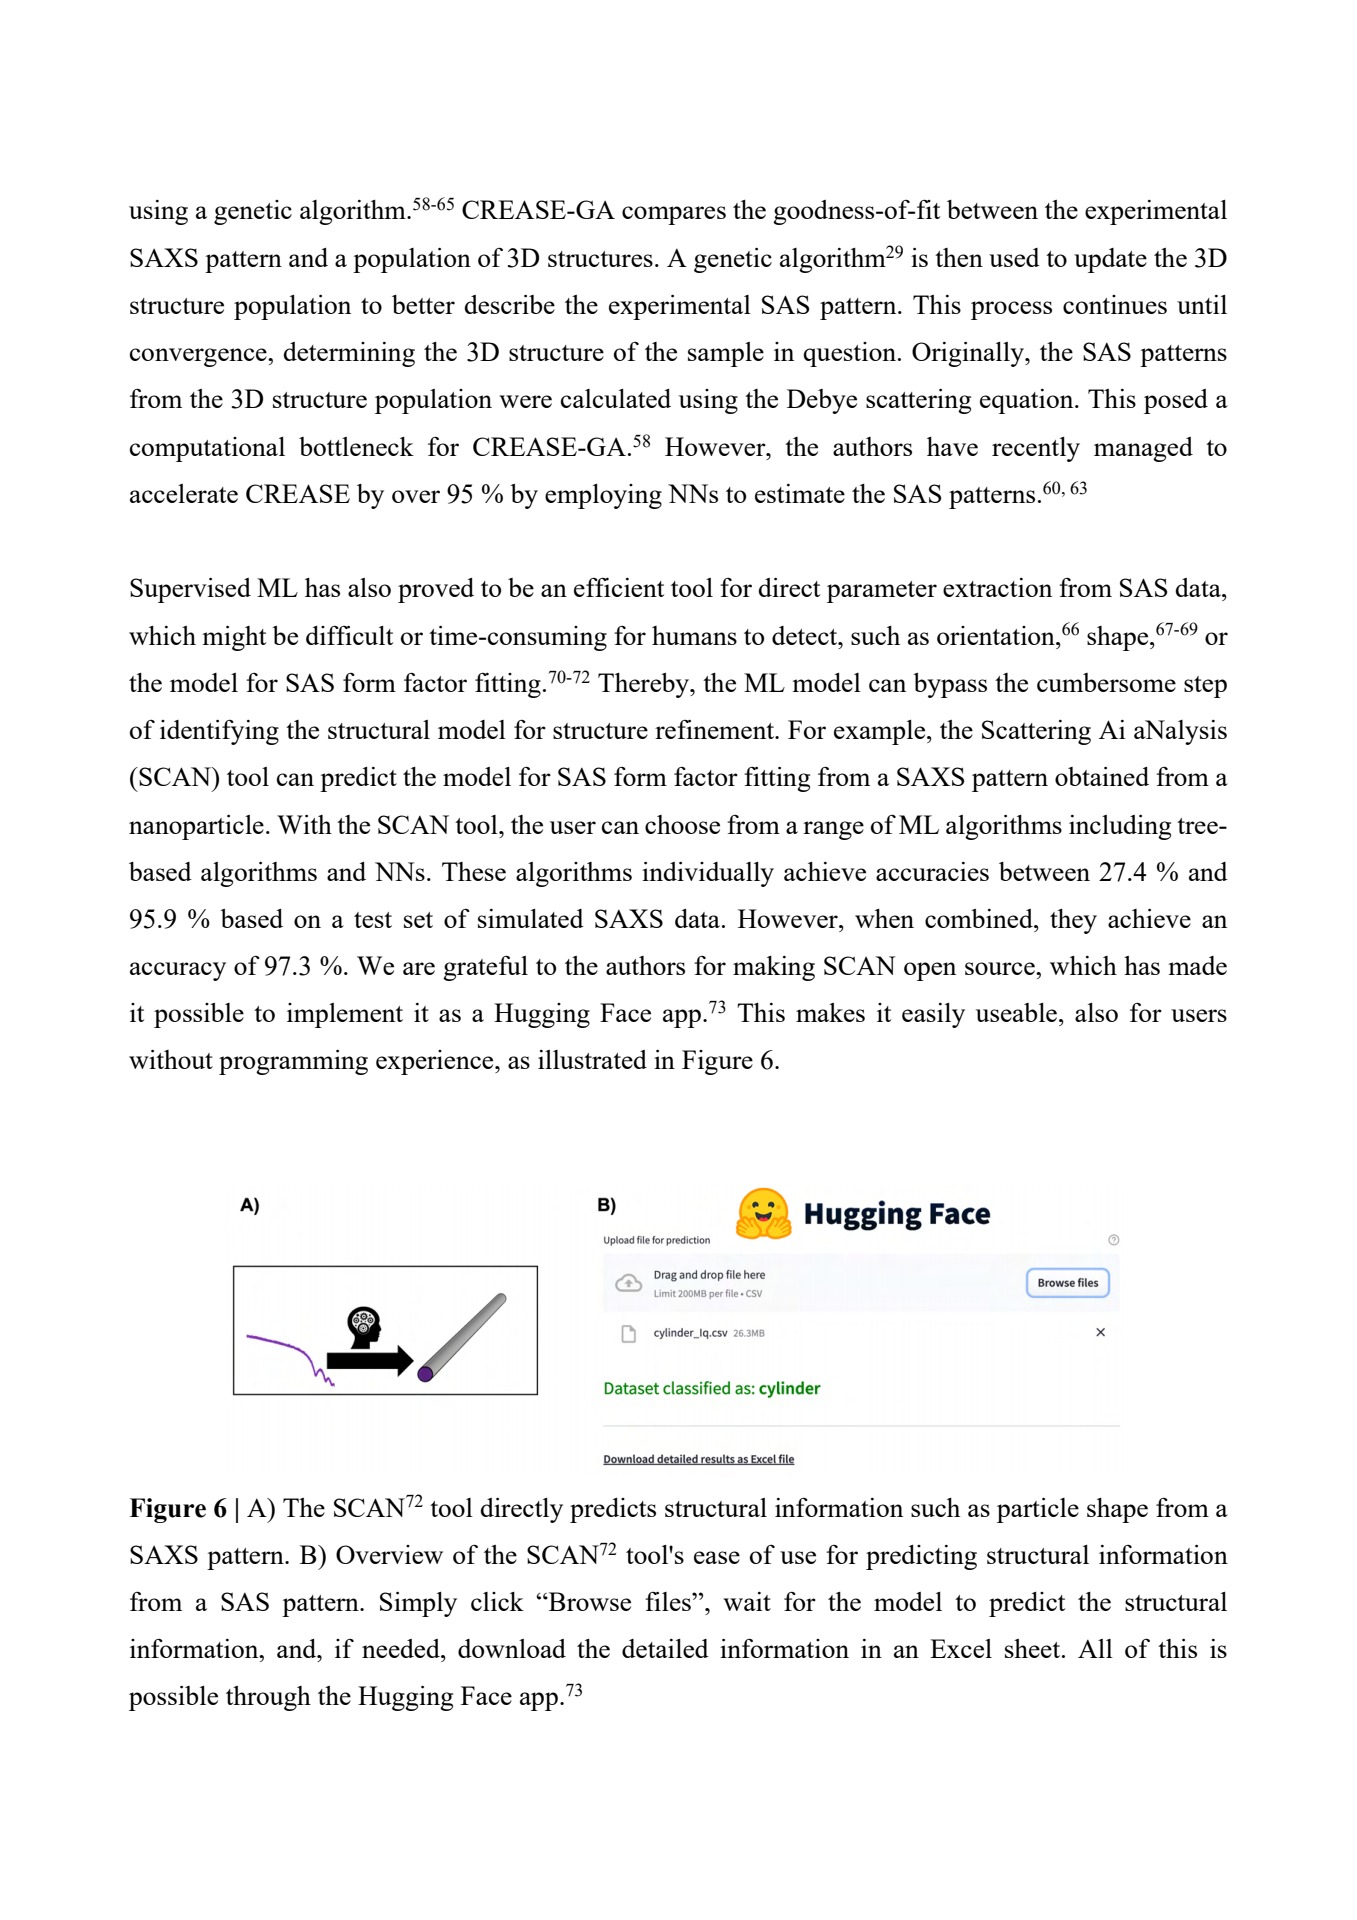 using a genetic algorithm.58-65 CREASE-GA compares the goodness-of-fit between the experimental
SAXS pattern and a population of 3D structures. A genetic algorithm29 is then used to update the 3D
structure population to better describe the experimental SAS pattern. This process continues until
convergence, determining the 3D structure of the sample in question. Originally, the SAS patterns
from the 3D structure population were calculated using the Debye scattering equation. This posed a
computational bottleneck for CREASE-GA.58 However, the authors have recently managed to
accelerate CREASE by over 95 % by employing NNs to estimate the SAS patterns.60, 63
Supervised ML has also proved to be an efficient tool for direct parameter extraction from SAS data,
which might be difficult or time-consuming for humans to detect, such as orientation,66 shape,67-69 or
the model for SAS form factor fitting.70-72 Thereby, the ML model can bypass the cumbersome step
of identifying the structural model for structure refinement. For example, the Scattering Ai aNalysis
(SCAN) tool can predict the model for SAS form factor fitting from a SAXS pattern obtained from a
nanoparticle. With the SCAN tool, the user can choose from a range of ML algorithms including tree-
based algorithms and NNs. These algorithms individually achieve accuracies between 27.4 % and
95.9 % based on a test set of simulated SAXS data. However, when combined, they achieve an
accuracy of 97.3 %. We are grateful to the authors for making SCAN open source, which has made
it possible to implement it as a Hugging Face app.73 This makes it easily useable, also for users
without programming experience, as illustrated in Figure 6.
A)
B)
Hugging Face
Upload file for prediction
Drag and drop file here
Limit 200MB per file • CSV
Browse files
cylinder_Iq.csv 26.3MB
Dataset classified as: cylinder
Download detailed results as Excel file
Figure 6 | A) The SCAN72 tool directly predicts structural information such as particle shape from a
SAXS pattern. B) Overview of the SCAN72 tool's ease of use for predicting structural information
from a SAS pattern. Simply click “Browse files”, wait for the model to predict the structural
information, and, if needed, download the detailed information in an Excel sheet. All of this is
possible through the Hugging Face app.73